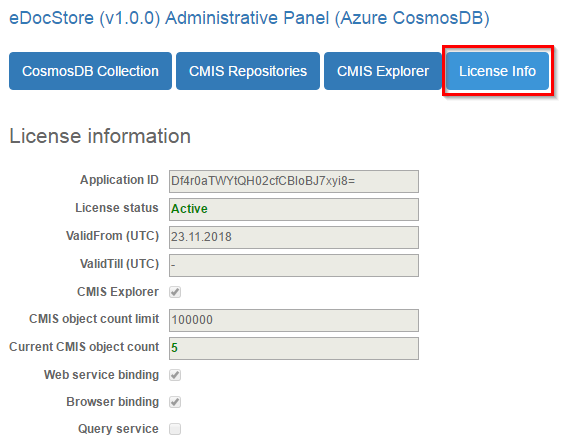 eDocStore (v1.0.0) Administrative Panel (Azure CosmosDB)
CosmosDB Collection CMIS Repositories CMIS Explorer License Info
License information
Application ID Df4r0aTWYtQH02cfCBIoBJ7xyi8=
License status Active
ValidFrom (UTC) 23.11.2018
ValidTill (UTC) -
CMIS Explorer
CMIS object count limit 100000
Current CMIS object count 5
Web service binding
Browser binding
Query service